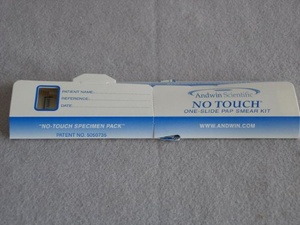 PATIENT NAME:
REFERENCE:
DATE:
"NO-TOUCH SPECIMEN PACK"
PATENT NO. 5050735
Andwin Scientific
NO TOUCH
ONE-SLIDE PAP SMEAR KIT
WWW.ANDWIN.COM